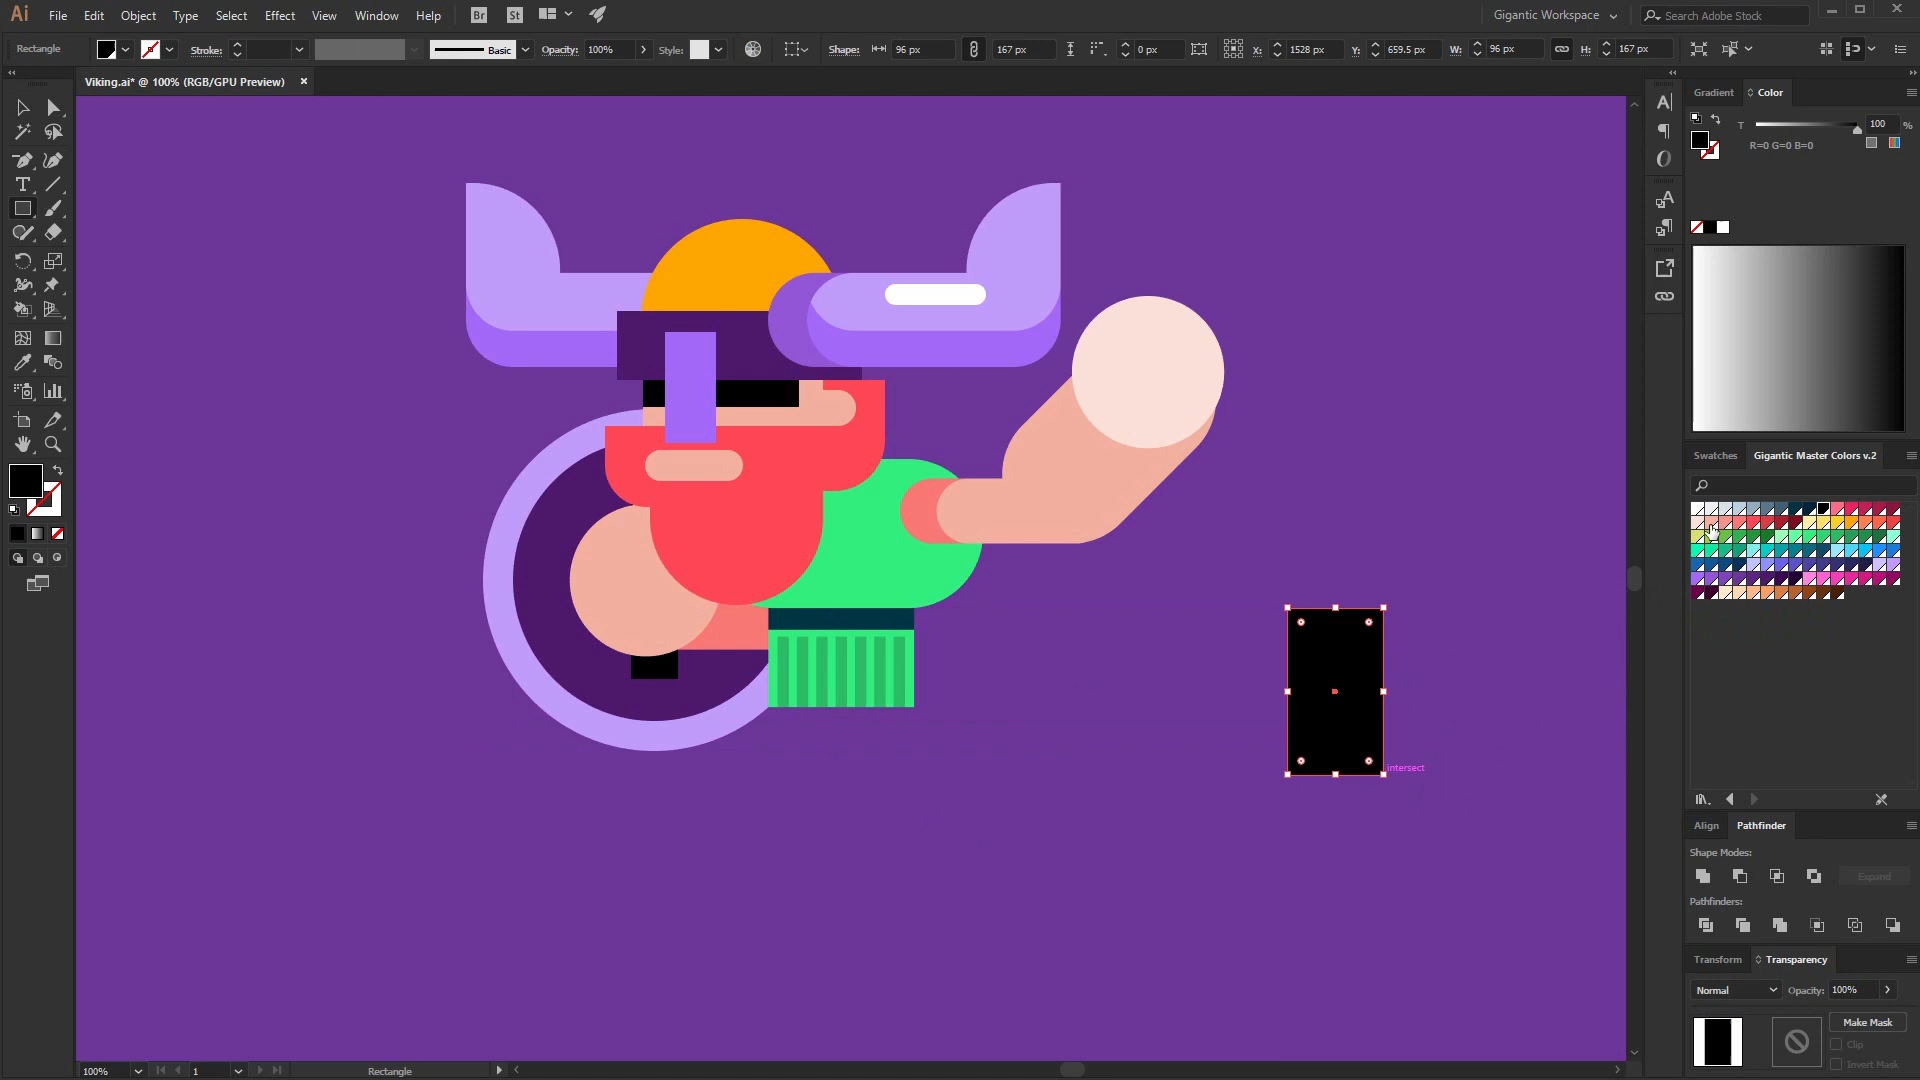 Ai File Edit Object Type Select Effect View Window Help Br St Gigantic Workspace Search Adobe Stock
Rectangle Stroke: Basic Opacity: 100% Style: Shape: 96 px 167 px 0 px X: 1528 px Y: 659.5 px W: 96 px H: 167 px
Viking.ai* @ 100% (RGB/GPU Preview)
Gradient Color
T 100 %
R=0 G=0 B=0
Swatches Gigantic Master Colors v.2
intersect
Align Pathfinder
Shape Modes:
Expand
Pathfinders:
Transform Transparency
Normal Opacity: 100%
Make Mask
Clip
Invert Mask
100% 1 Rectangle